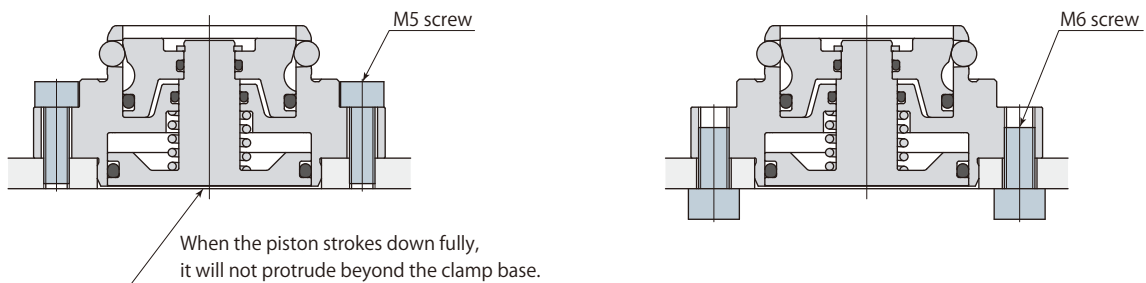 M5 screw
M6 screw
When the piston strokes down fully,
it will not protrude beyond the clamp base.